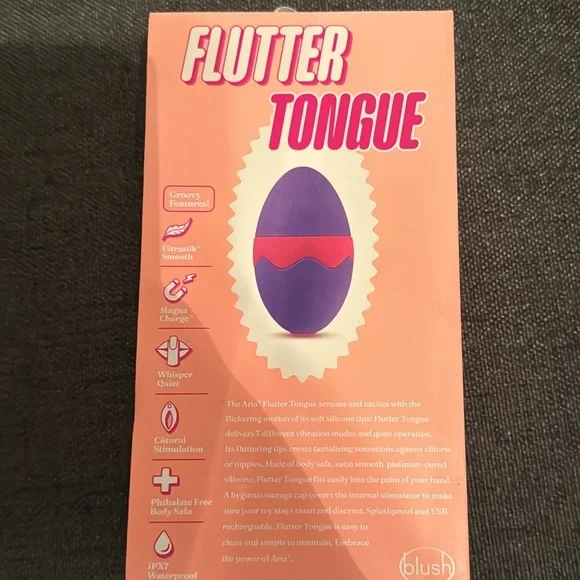 FLUTTER
TONGUE
Groovy
Features!
Ultrasilk™
Smooth
Magna
Charge™
Whisper
Quiet
Clitoral
Stimulation
Phthalate Free
Body Safe
IPX7
Waterproof
The Aria® Flutter Tongue arouses and excites with the
flickering motion of its soft silicone tips! Flutter Tongue
delivers 7 different vibration modes and quiet operation.
Its fluttering tips create tantalizing sensations against clitoris
or nipples. Made of body safe, satin smooth platinum-cured
silicone, Flutter Tongue fits easily into the palm of your hand.
A hygienic storage cap covers the internal stimulator to make
sure your toy stays clean and discreet. Splashproof and USB
rechargeable. Flutter Tongue is easy to
clean and simple to maintain. Embrace
the power of Aria®.
blush